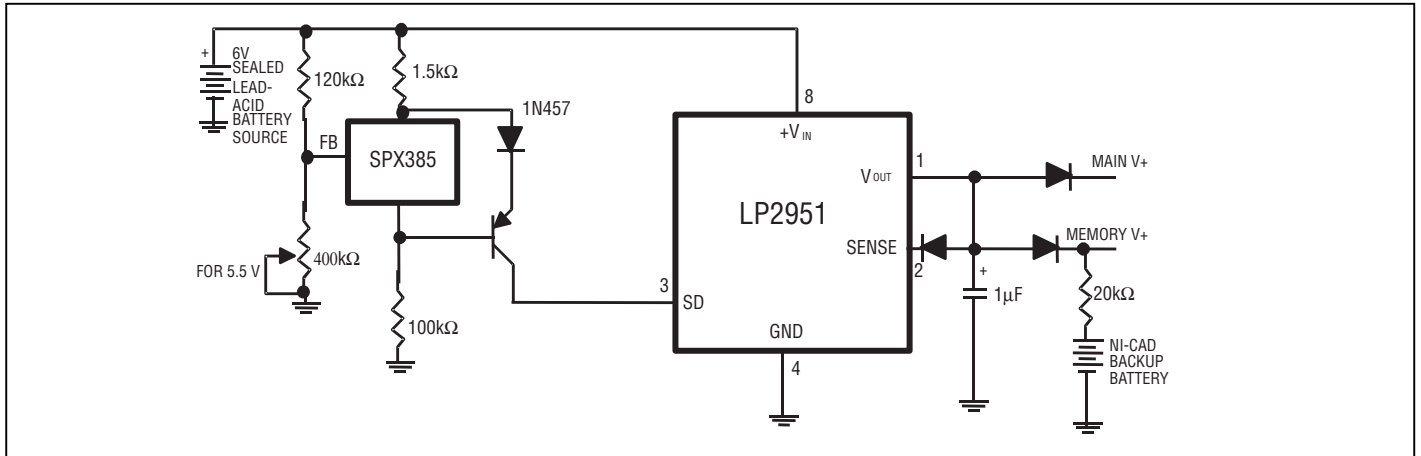 +
6V
SEALED
LEAD-
ACID
BATTERY
SOURCE
120kΩ
1.5kΩ
1N457
FB
SPX385
FOR 5.5 V
400kΩ
100kΩ
8
+VIN
1
VOUT
LP2951
SENSE
2
3
SD
GND
4
MAIN V+
MEMORY V+
+
1μF
20kΩ
NI-CAD
BACKUP
BATTERY